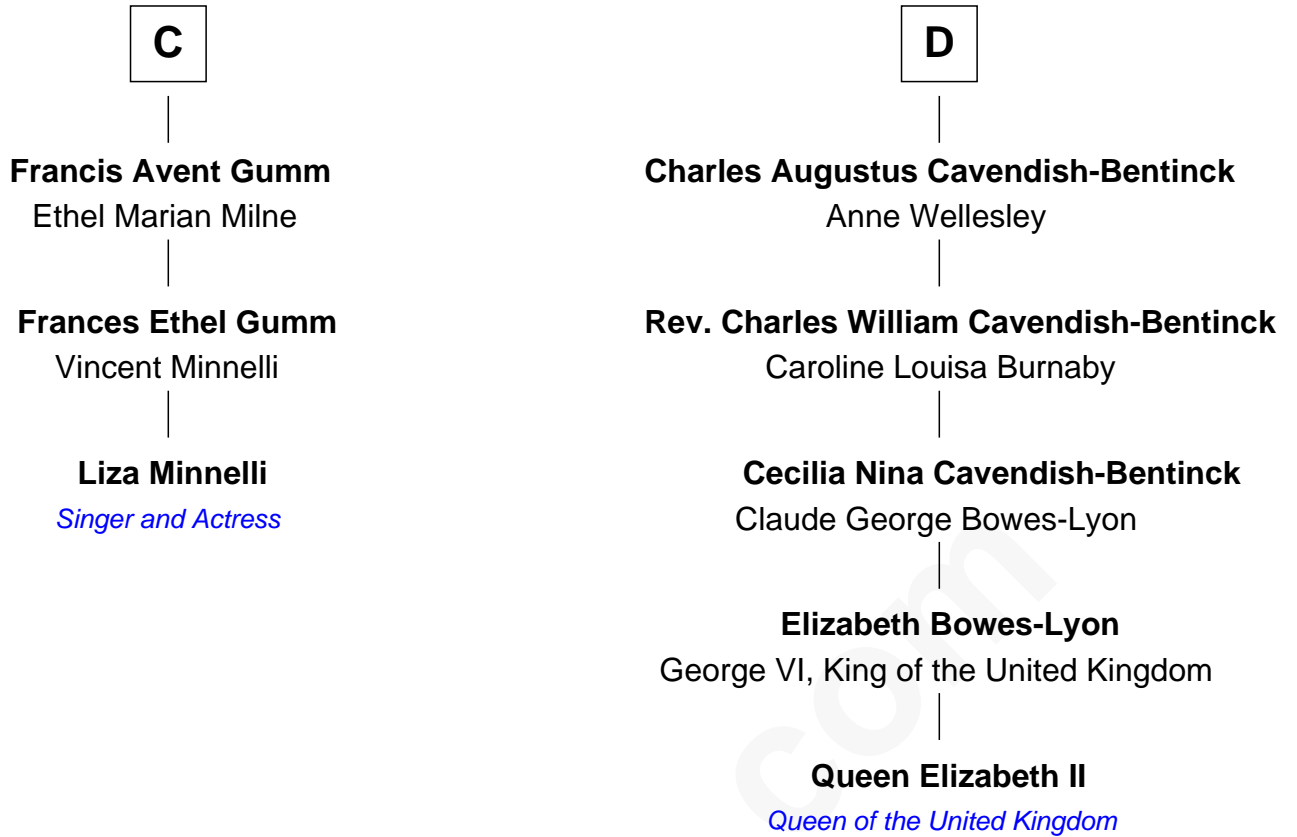 C
Francis Avent Gumm
Ethel Marian Milne
Frances Ethel Gumm
Vincent Minnelli
Liza Minnelli
Singer and Actress
D
Charles Augustus Cavendish-Bentinck
Anne Wellesley
Rev. Charles William Cavendish-Bentinck
Caroline Louisa Burnaby
Cecilia Nina Cavendish-Bentinck
Claude George Bowes-Lyon
Elizabeth Bowes-Lyon
George VI, King of the United Kingdom
Queen Elizabeth II
Queen of the United Kingdom
com